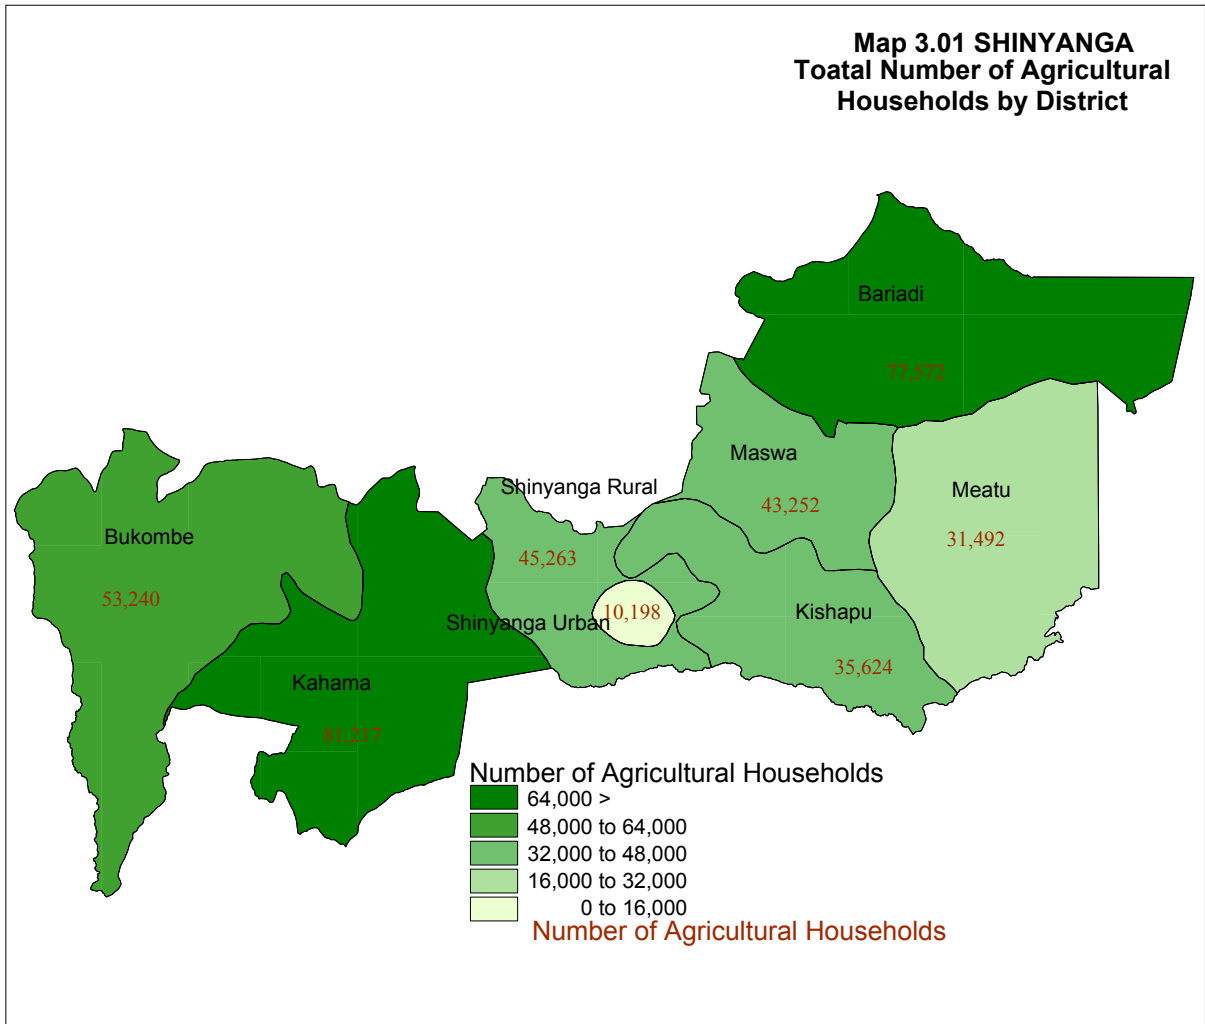 Map 3.01 SHINYANGA
Toatal Number of Agricultural
Households by District
Bariadi
77,572
Maswa
43,252
Meatu
31,492
Shinyanga Rural
45,263
Bukombe
53,240
Shinyanga Urban
10,198
Kishapu
35,624
Kahama
81,217
Number of Agricultural Households
64,000 >
48,000 to 64,000
32,000 to 48,000
16,000 to 32,000
0 to 16,000
Number of Agricultural Households